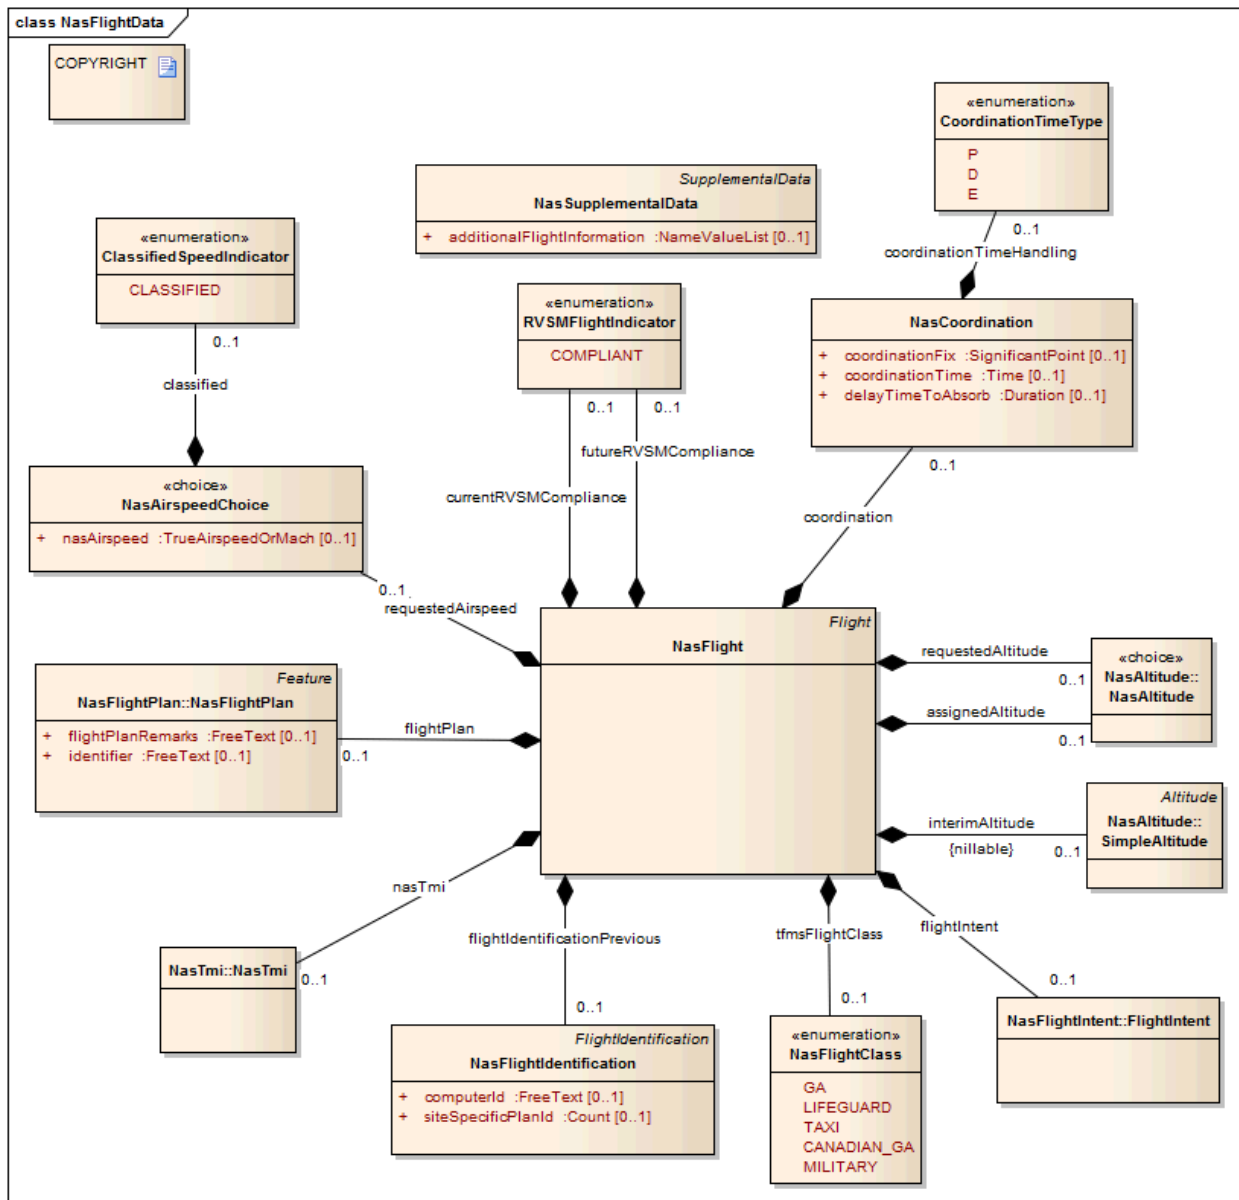 class NasFlightData
COPYRIGHT
«enumeration»
CoordinationTimeType
P
D
E
0..1
coordinationTimeHandling
SupplementalData
NasSupplementalData
+ additionalFlightInformation :NameValueList [0..1]
«enumeration»
ClassifiedSpeedIndicator
CLASSIFIED
0..1
classified
«enumeration»
RVSMFlightIndicator
COMPLIANT
0..1
0..1
futureRVSMCompliance
currentRVSMCompliance
NasCoordination
+ coordinationFix :SignificantPoint [0..1]
+ coordinationTime :Time [0..1]
+ delayTimeToAbsorb :Duration [0..1]
0..1
coordination
«choice»
NasAirspeedChoice
+ nasAirspeed :TrueAirspeedOrMach [0..1]
0..1
requestedAirspeed
Flight
NasFlight
requestedAltitude
0..1
assignedAltitude
0..1
«choice»
NasAltitude::
NasAltitude
Feature
NasFlightPlan::NasFlightPlan
+ flightPlanRemarks :FreeText [0..1]
+ identifier :FreeText [0..1]
flightPlan
0..1
interimAltitude
{nillable}
0..1
Altitude
NasAltitude::
SimpleAltitude
nasTmi
0..1
NasTmi::NasTmi
flightIdentificationPrevious
0..1
tfmsFlightClass
0..1
flightIntent
0..1
NasFlightIntent::FlightIntent
FlightIdentification
NasFlightIdentification
+ computerId :FreeText [0..1]
+ siteSpecificPlanId :Count [0..1]
«enumeration»
NasFlightClass
GA
LIFEGUARD
TAXI
CANADIAN_GA
MILITARY